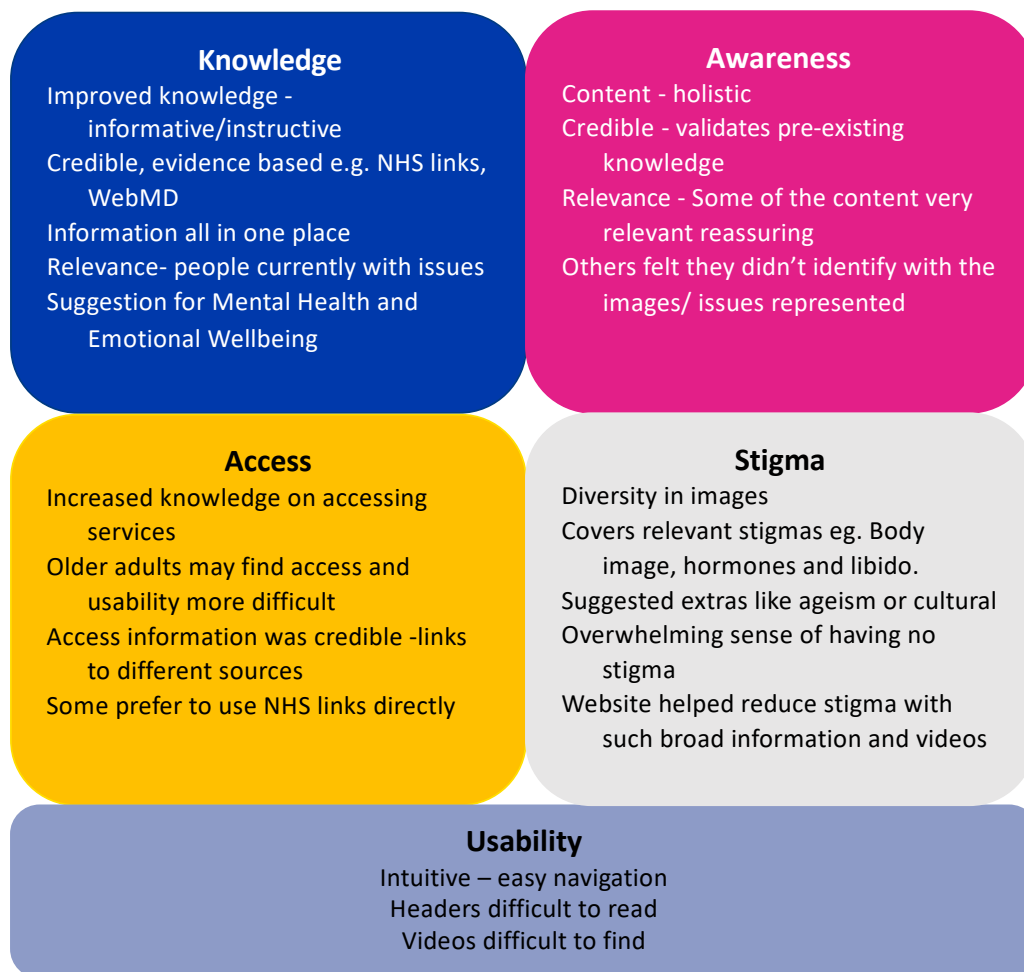 Knowledge
Improved knowledge -
informative/instructive
Credible, evidence based e.g. NHS links,
WebMD
Information all in one place
Relevance- people currently with issues
Suggestion for Mental Health and
Emotional Wellbeing
Awareness
Content - holistic
Credible - validates pre-existing
knowledge
Relevance - Some of the content very
relevant reassuring
Others felt they didn’t identify with the
images/ issues represented
Access
Increased knowledge on accessing
services
Older adults may find access and
usability more difficult
Access information was credible -links
to different sources
Some prefer to use NHS links directly
Stigma
Diversity in images
Covers relevant stigmas eg. Body
image, hormones and libido.
Suggested extras like ageism or cultural
Overwhelming sense of having no
stigma
Website helped reduce stigma with
such broad information and videos
Usability
Intuitive – easy navigation
Headers difficult to read
Videos difficult to find